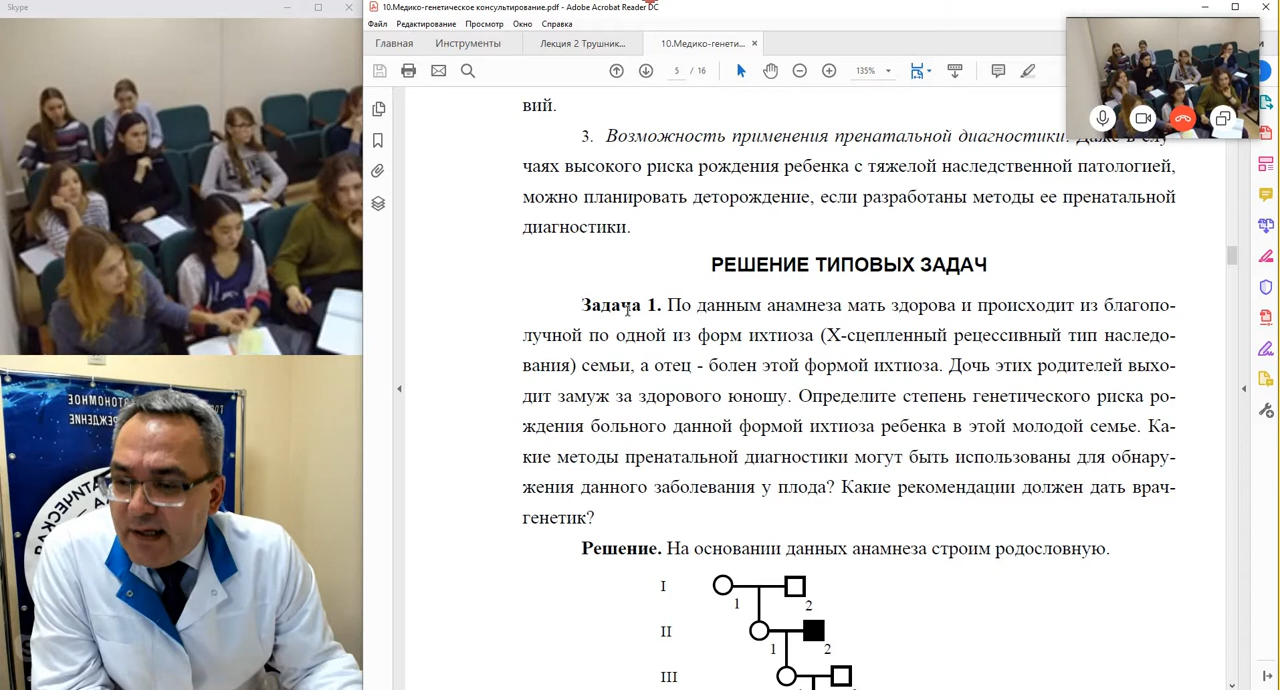 Skype
10.Медико-генетическое консультирование.pdf - Adobe Acrobat Reader DC
Файл Редактирование Просмотр Окно Справка
Главная Инструменты Лекция 2 Трушник... 10.Медико-генети... ×
5 / 16 135%
вий.
3. Возможность применения пренатальной диагностики. Даже в слу-
чаях высокого риска рождения ребенка с тяжелой наследственной патологией,
можно планировать деторождение, если разработаны методы ее пренатальной
диагностики.
РЕШЕНИЕ ТИПОВЫХ ЗАДАЧ
Задача 1. По данным анамнеза мать здорова и происходит из благопо-
лучной по одной из форм ихтиоза (Х-сцепленный рецессивный тип наследо-
вания) семьи, а отец - болен этой формой ихтиоза. Дочь этих родителей выхо-
дит замуж за здорового юношу. Определите степень генетического риска ро-
ждения больного данной формой ихтиоза ребенка в этой молодой семье. Ка-
кие методы пренатальной диагностики могут быть использованы для обнару-
жения данного заболевания у плода? Какие рекомендации должен дать врач-
генетик?
Решение. На основании данных анамнеза строим родословную.
I
1 2
II
1 2
III